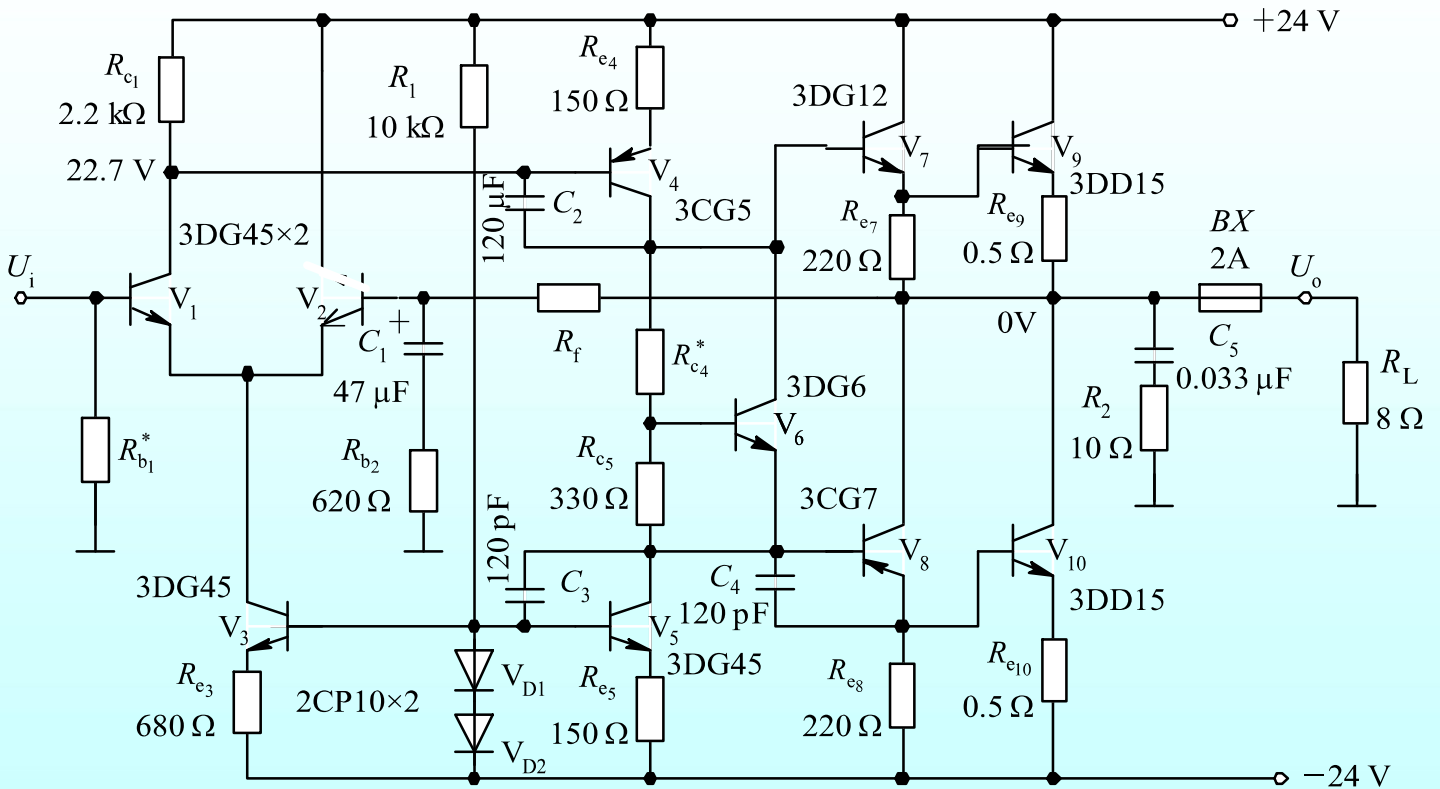 +24 V
Rc1
2.2 kΩ
R1
10 kΩ
Re4
150 Ω
3DG12
V7
V9
3DD15
22.7 V
120 μF
C2
V4
3CG5
3DG45×2
Re7
220 Ω
Re9
0.5 Ω
BX
2A
Ui
V1
V2
C1
+
47 μF
Rf
Rc4*
0V
Uo
C5
0.033 μF
RL
8 Ω
R2
10 Ω
3DG6
V6
Rb1*
Rb2
620 Ω
Rc5
330 Ω
3CG7
V8
V10
3DD15
120 pF
3DG45
V3
C3
C4
120 pF
V5
3DG45
Re3
680 Ω
2CP10×2
VD1
VD2
Re5
150 Ω
Re8
220 Ω
Re10
0.5 Ω
−24 V